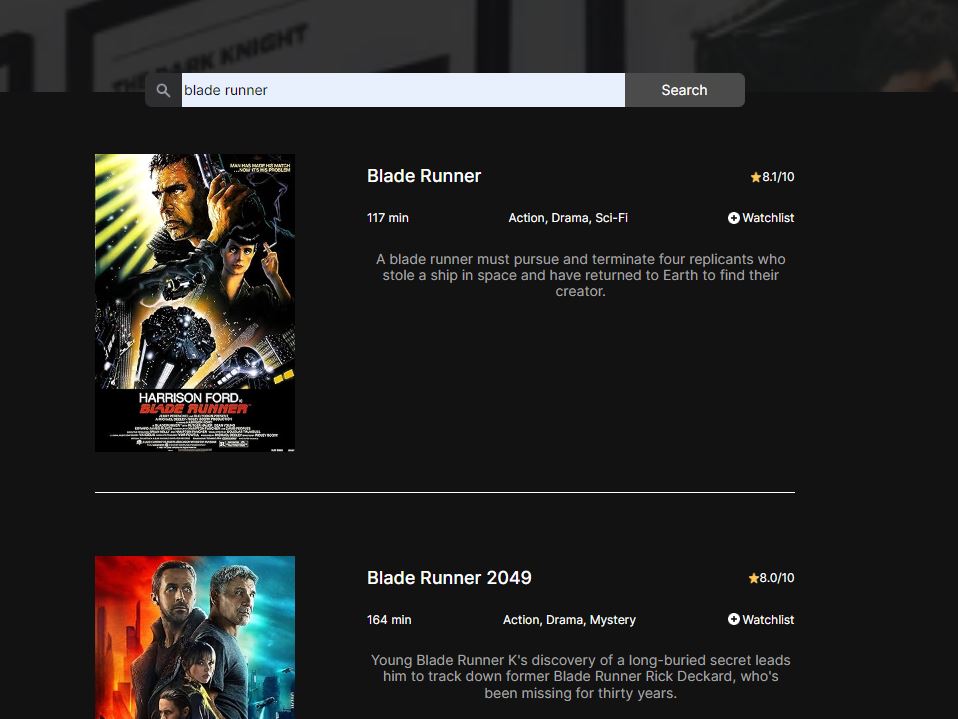 THE DARK KNIGHT
blade runner
Search
MAN HAS MADE HIS MATCH
...NOW IT'S HIS PROBLEM
HARRISON FORD
BLADE RUNNER
Blade Runner
8.1/10
117 min
Action, Drama, Sci-Fi
Watchlist
A blade runner must pursue and terminate four replicants who
stole a ship in space and have returned to Earth to find their
creator.
Blade Runner 2049
8.0/10
164 min
Action, Drama, Mystery
Watchlist
Young Blade Runner K's discovery of a long-buried secret leads
him to track down former Blade Runner Rick Deckard, who's
been missing for thirty years.